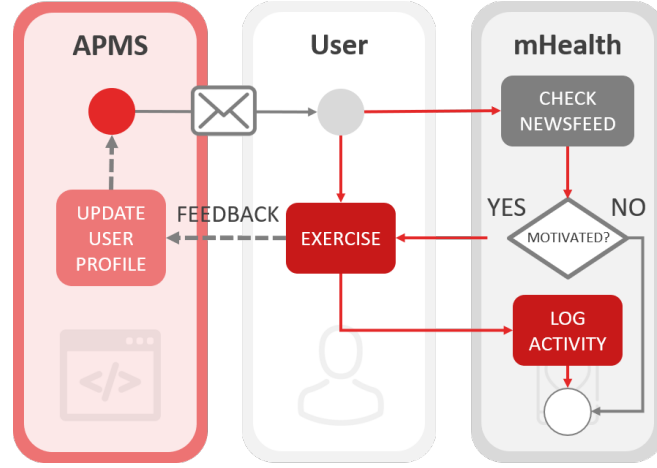 APMS
User
mHealth
CHECK
NEWSFEED
UPDATE
USER
PROFILE
FEEDBACK
EXERCISE
YES
NO
MOTIVATED?
LOG
ACTIVITY
</>